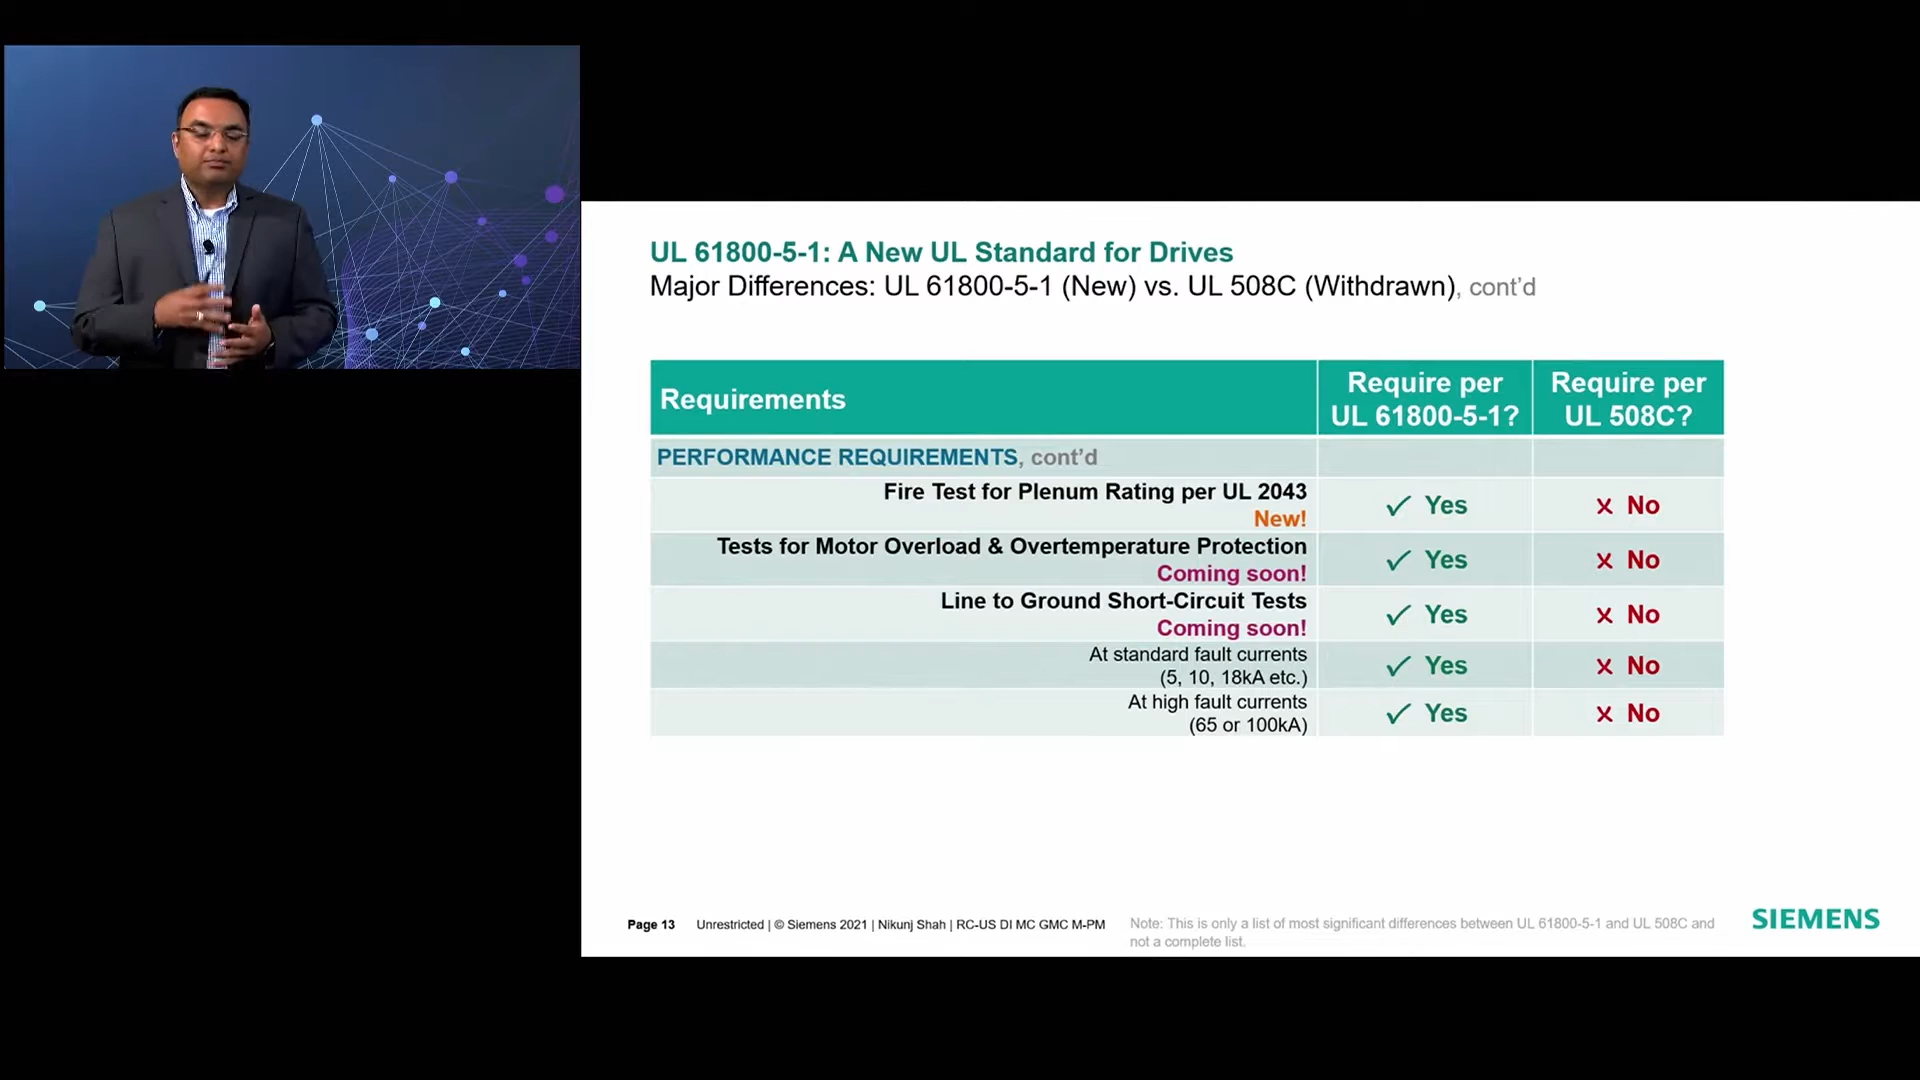 UL 61800-5-1: A New UL Standard for Drives
Major Differences: UL 61800-5-1 (New) vs. UL 508C (Withdrawn), cont’d
Requirements
Require per
UL 61800-5-1?
Require per
UL 508C?
PERFORMANCE REQUIREMENTS, cont’d
Fire Test for Plenum Rating per UL 2043
New!
✓ Yes
✗ No
Tests for Motor Overload & Overtemperature Protection
Coming soon!
✓ Yes
✗ No
Line to Ground Short-Circuit Tests
Coming soon!
✓ Yes
✗ No
At standard fault currents
(5, 10, 18kA etc.)
✓ Yes
✗ No
At high fault currents
(65 or 100kA)
✓ Yes
✗ No
Page 13 Unrestricted | © Siemens 2021 | Nikunj Shah | RC-US DI MC GMC M-PM
Note: This is only a list of most significant differences between UL 61800-5-1 and UL 508C and
not a complete list.
SIEMENS